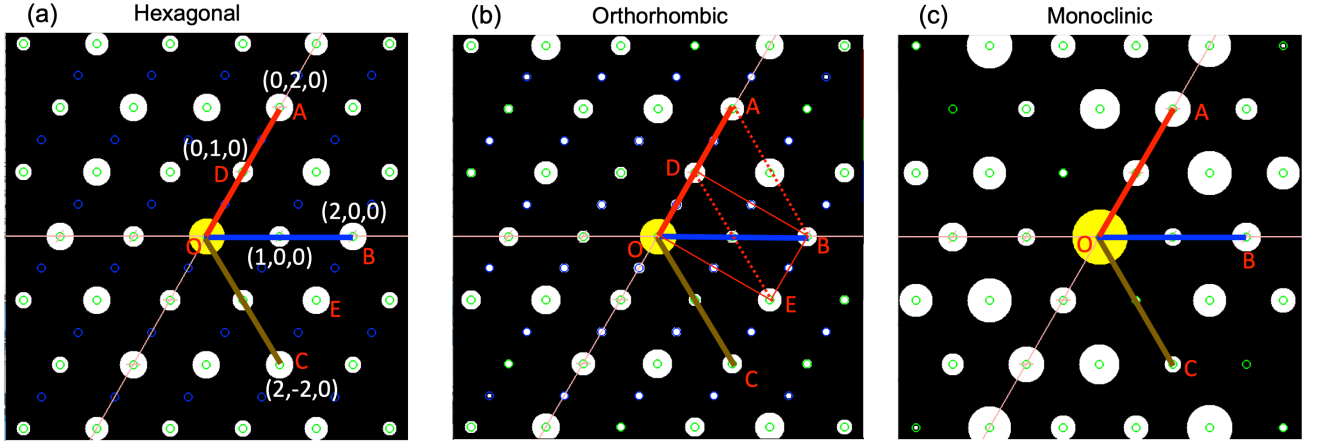 (a) Hexagonal
(b) Orthorhombic
(c) Monoclinic
(0,2,0)
A
(0,1,0)
D
(2,0,0)
O
B
(1,0,0)
E
C
(2,-2,0)
A
D
O
B
E
C
A
O
B
C